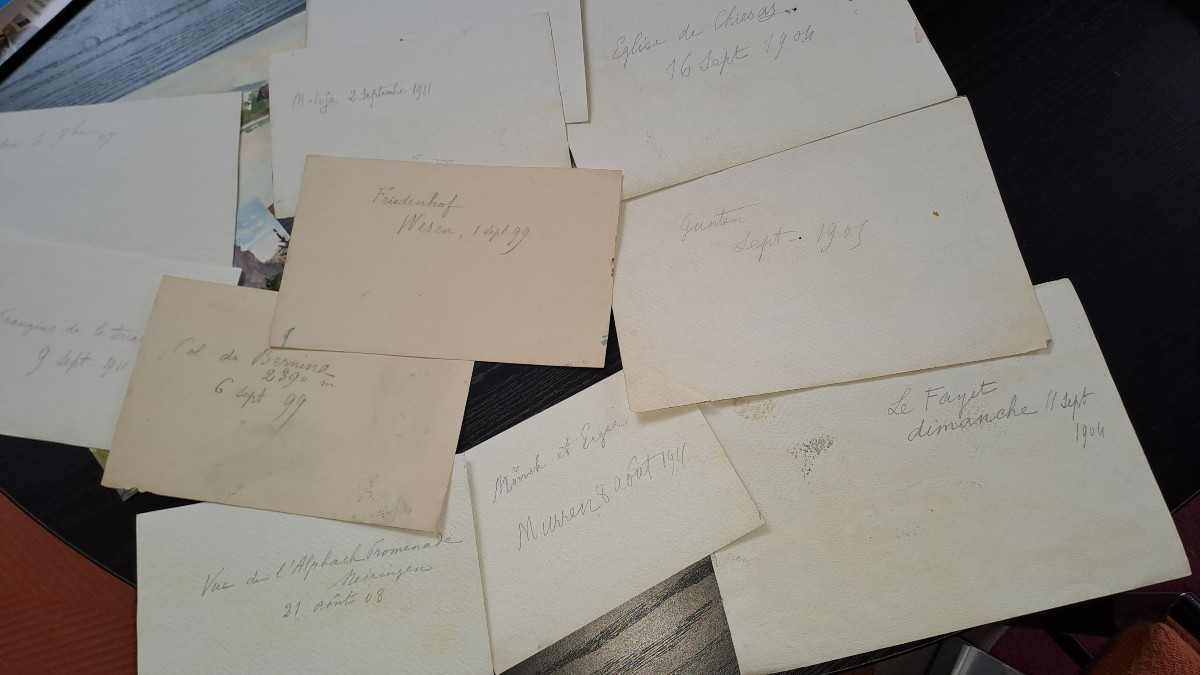 Eglise de Chiesas.
16 Sept 1904
Maloja 2 Septembre 1911
Friedenhof
Wesen, 1 sept 99
Gunten
Sept - 1905
de la
9 sept 1911
Col de Bernina
2390 m
6 sept 99
Le Fayet
dimanche 11 Sept
1904
Mönch et
Murren 8 août 1911
Vue de l'Alpbach Promenade
Meiringen
août 08